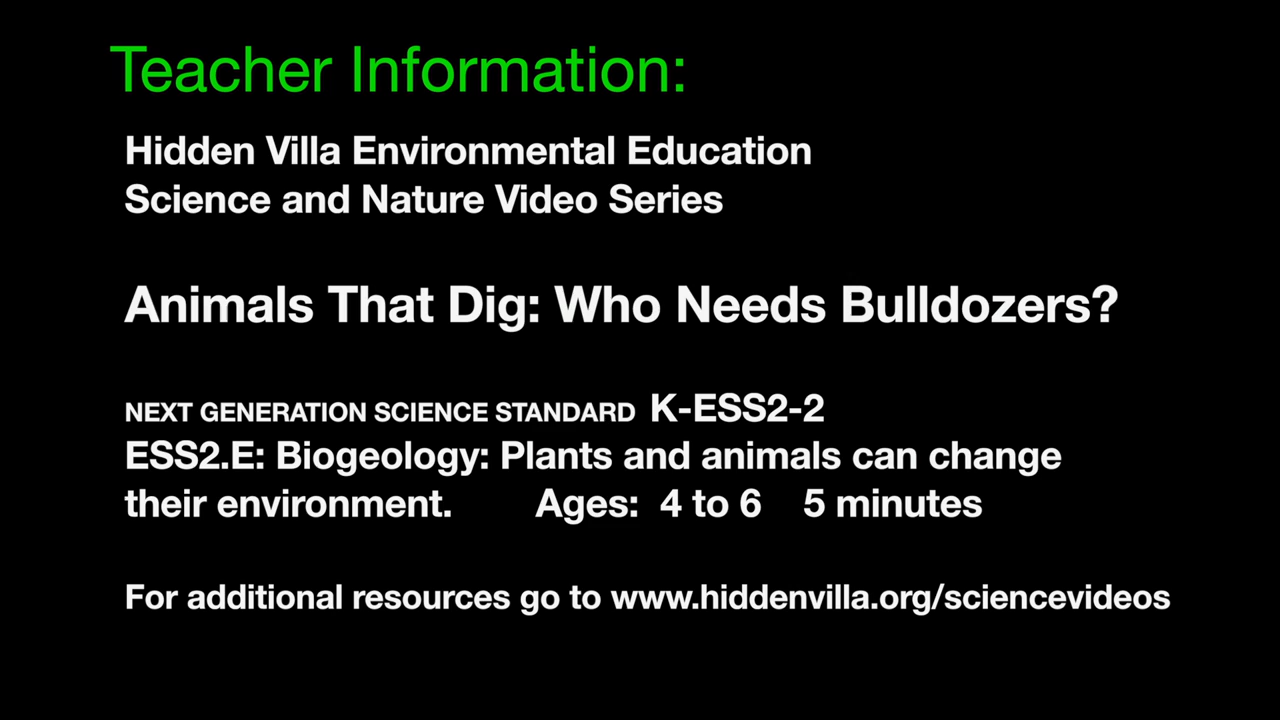 Teacher Information:
Hidden Villa Environmental Education
Science and Nature Video Series
Animals That Dig: Who Needs Bulldozers?
NEXT GENERATION SCIENCE STANDARD K-ESS2-2
ESS2.E: Biogeology: Plants and animals can change
their environment. Ages: 4 to 6 5 minutes
For additional resources go to www.hiddenvilla.org/sciencevideos